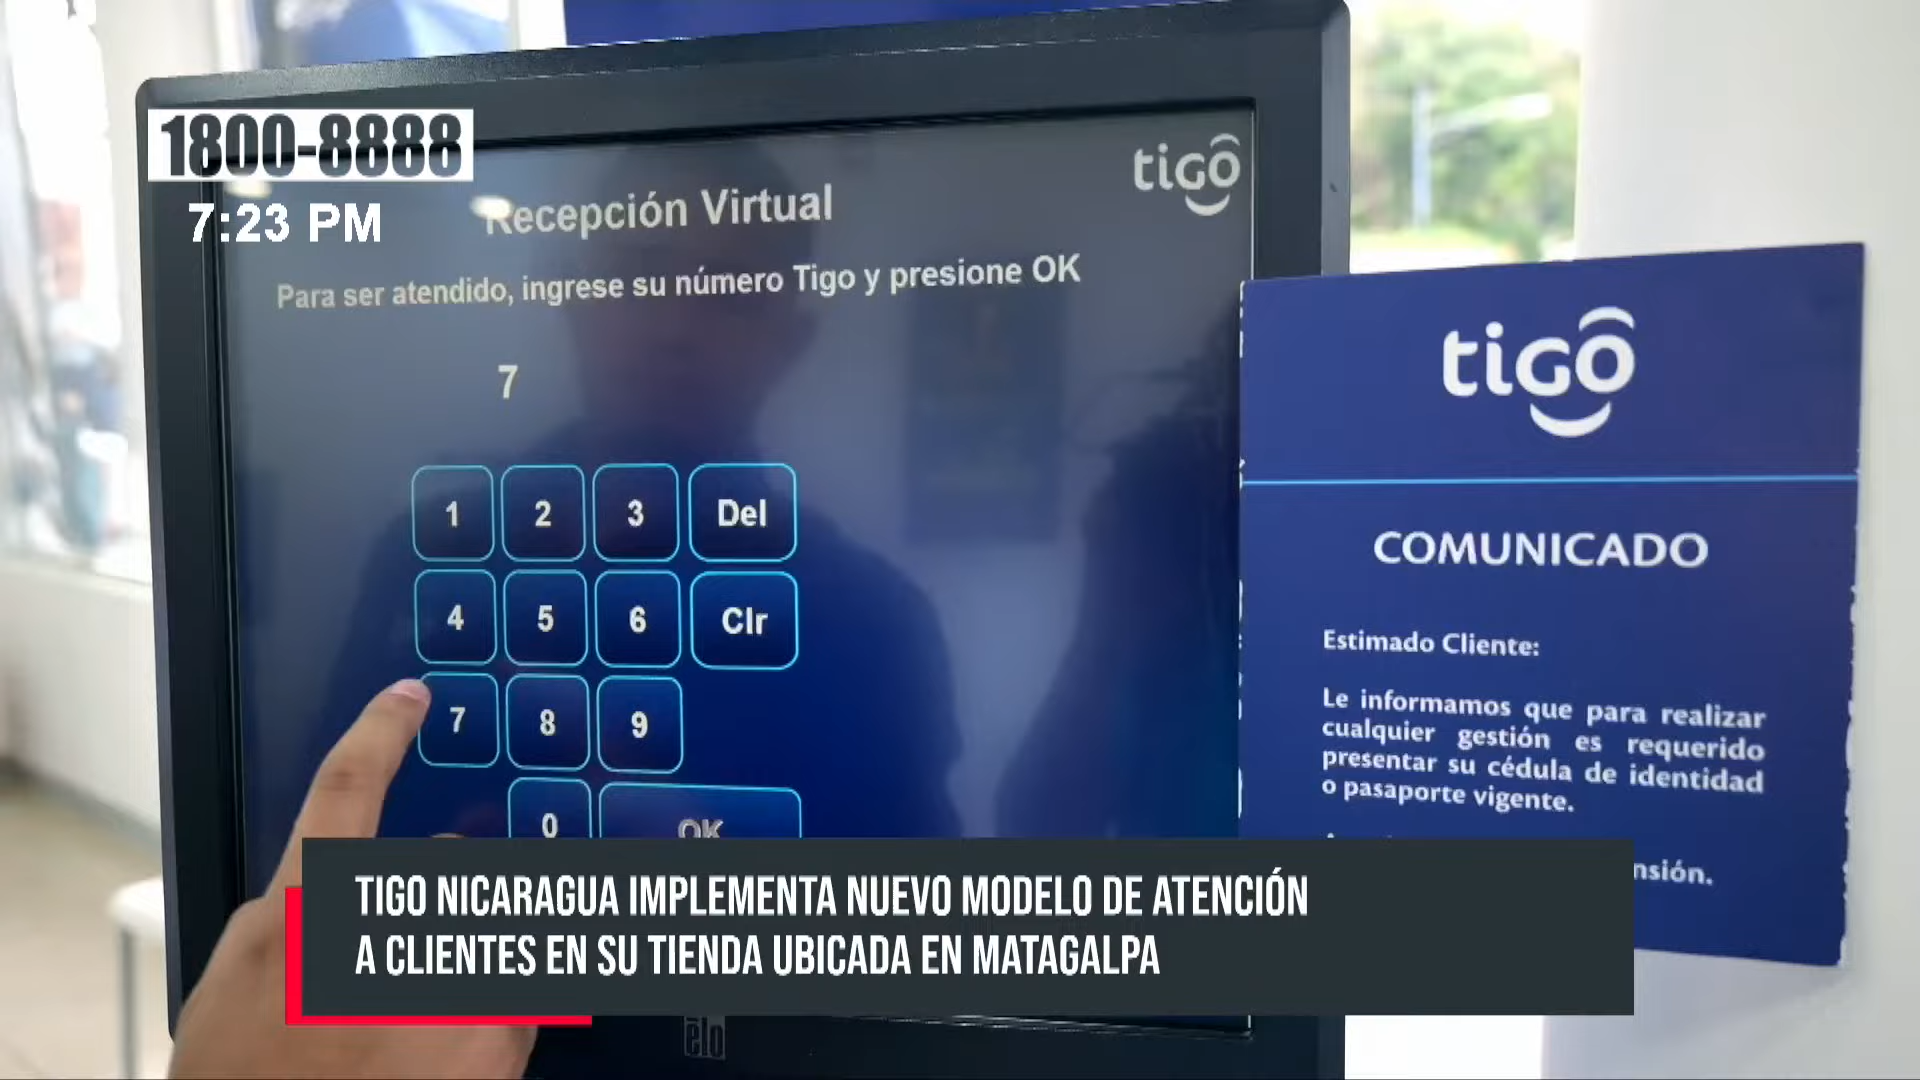 1800-8888
7:23 PM
tigo
Recepción Virtual
Para ser atendido, ingrese su número Tigo y presione OK
7
1 2 3 Del
4 5 6 Clr
7 8 9
0 OK
tigo
COMUNICADO
Estimado Cliente:
Le informamos que para realizar
cualquier gestión es requerido
presentar su cédula de identidad
o pasaporte vigente.
TIGO NICARAGUA IMPLEMENTA NUEVO MODELO DE ATENCIÓN
A CLIENTES EN SU TIENDA UBICADA EN MATAGALPA
elo